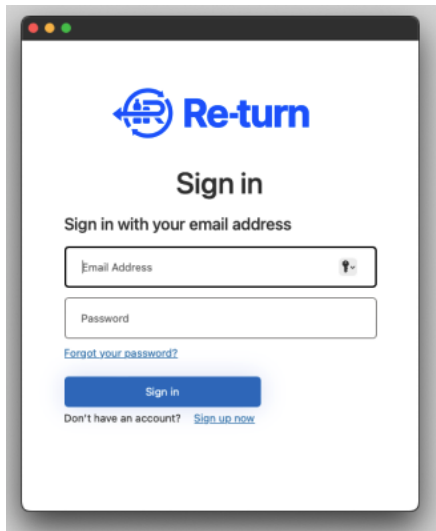 Re-turn
Sign in
Sign in with your email address
Email Address
Password
Forgot your password?
Sign in
Don't have an account? Sign up now